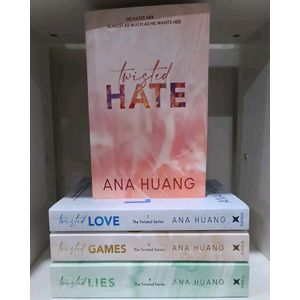 HE HATES HER
ALMOST AS MUCH AS HE WANTS HER
twisted
HATE
ANA HUANG
twisted LOVE 1 The Twisted Series ANA HUANG
twisted GAMES The Twisted Series ANA HUANG
twisted LIES 4 The Twisted Series ANA HUANG